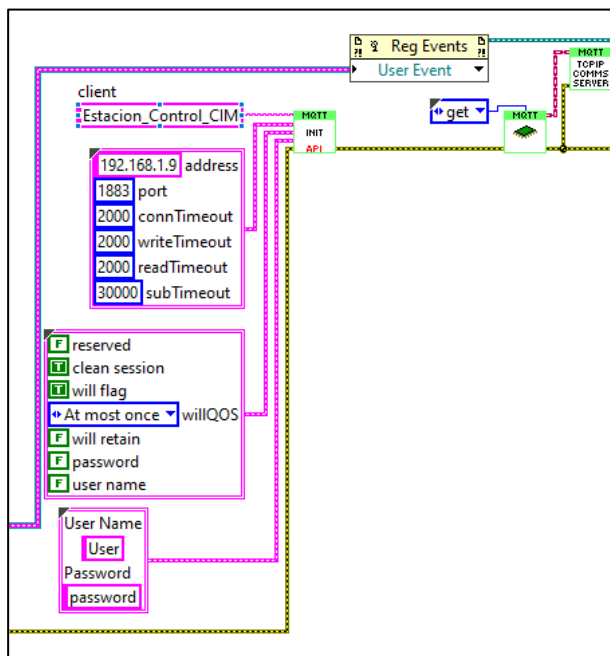 Reg Events
User Event
MQTT
TCPIP
COMMS
SERVER
client
Estacion_Control_CIM
MQTT
INIT
API
get
MQTT
192.168.1.9 address
1883 port
2000 connTimeout
2000 writeTimeout
2000 readTimeout
30000 subTimeout
F reserved
T clean session
T will flag
At most once willQOS
F will retain
F password
F user name
User Name
User
Password
password